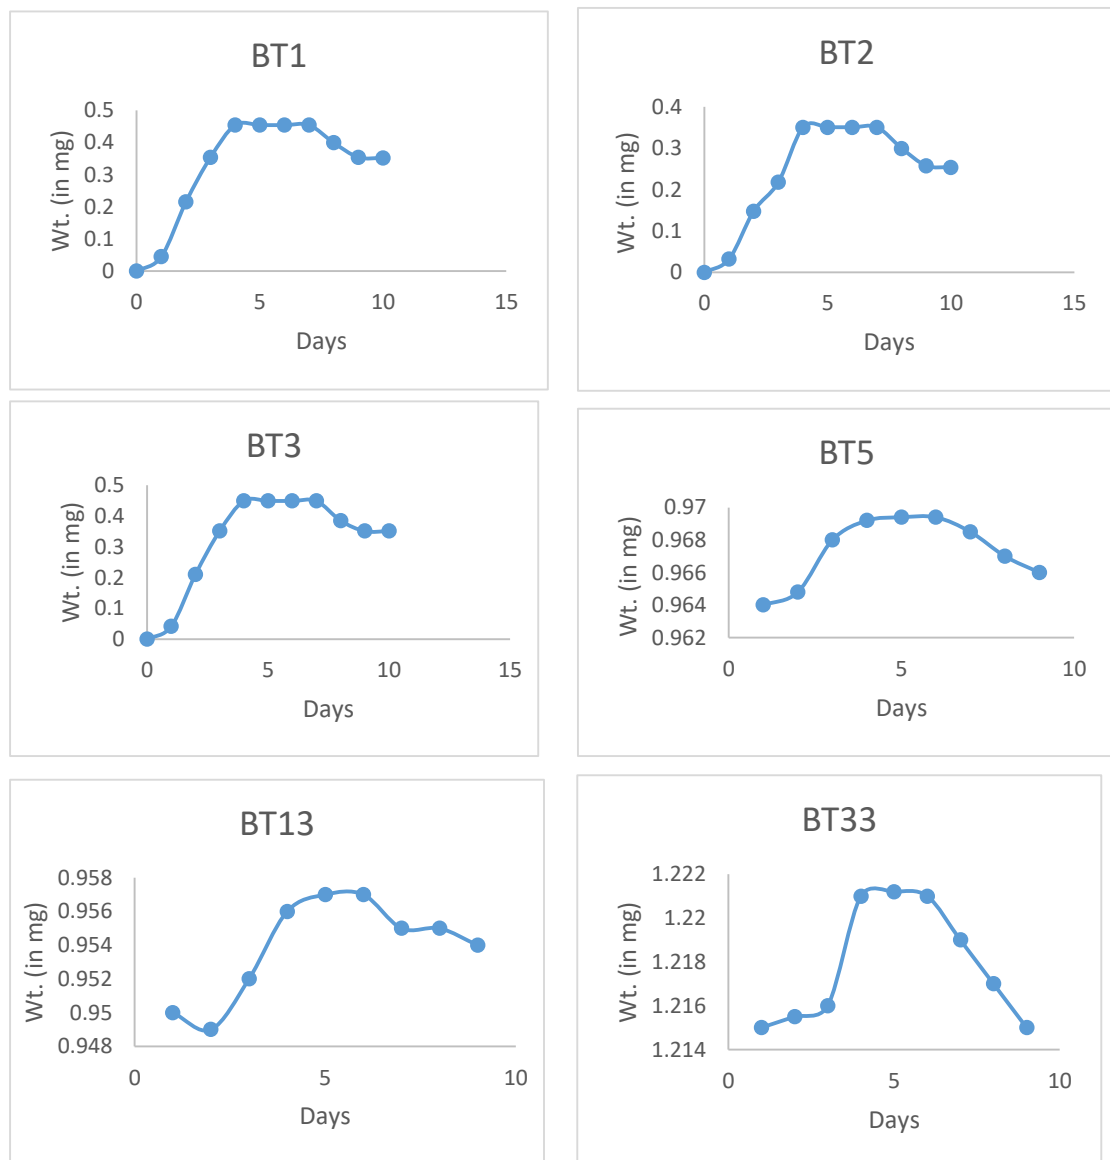 BT1
0.5
0.4
0.3
0.2
0.1
0
Wt. (in mg)
0 5 10 15
Days
BT2
0.4
0.3
0.2
0.1
0
Wt. (in mg)
0 5 10 15
Days
BT3
0.5
0.4
0.3
0.2
0.1
0
Wt. (in mg)
0 5 10 15
Days
BT5
0.97
0.968
0.966
0.964
0.962
Wt. (in mg)
0 5 10
Days
BT13
0.958
0.956
0.954
0.952
0.95
0.948
Wt. (in mg)
0 5 10
Days
BT33
1.222
1.22
1.218
1.216
1.214
Wt. (in mg)
0 5 10
Days